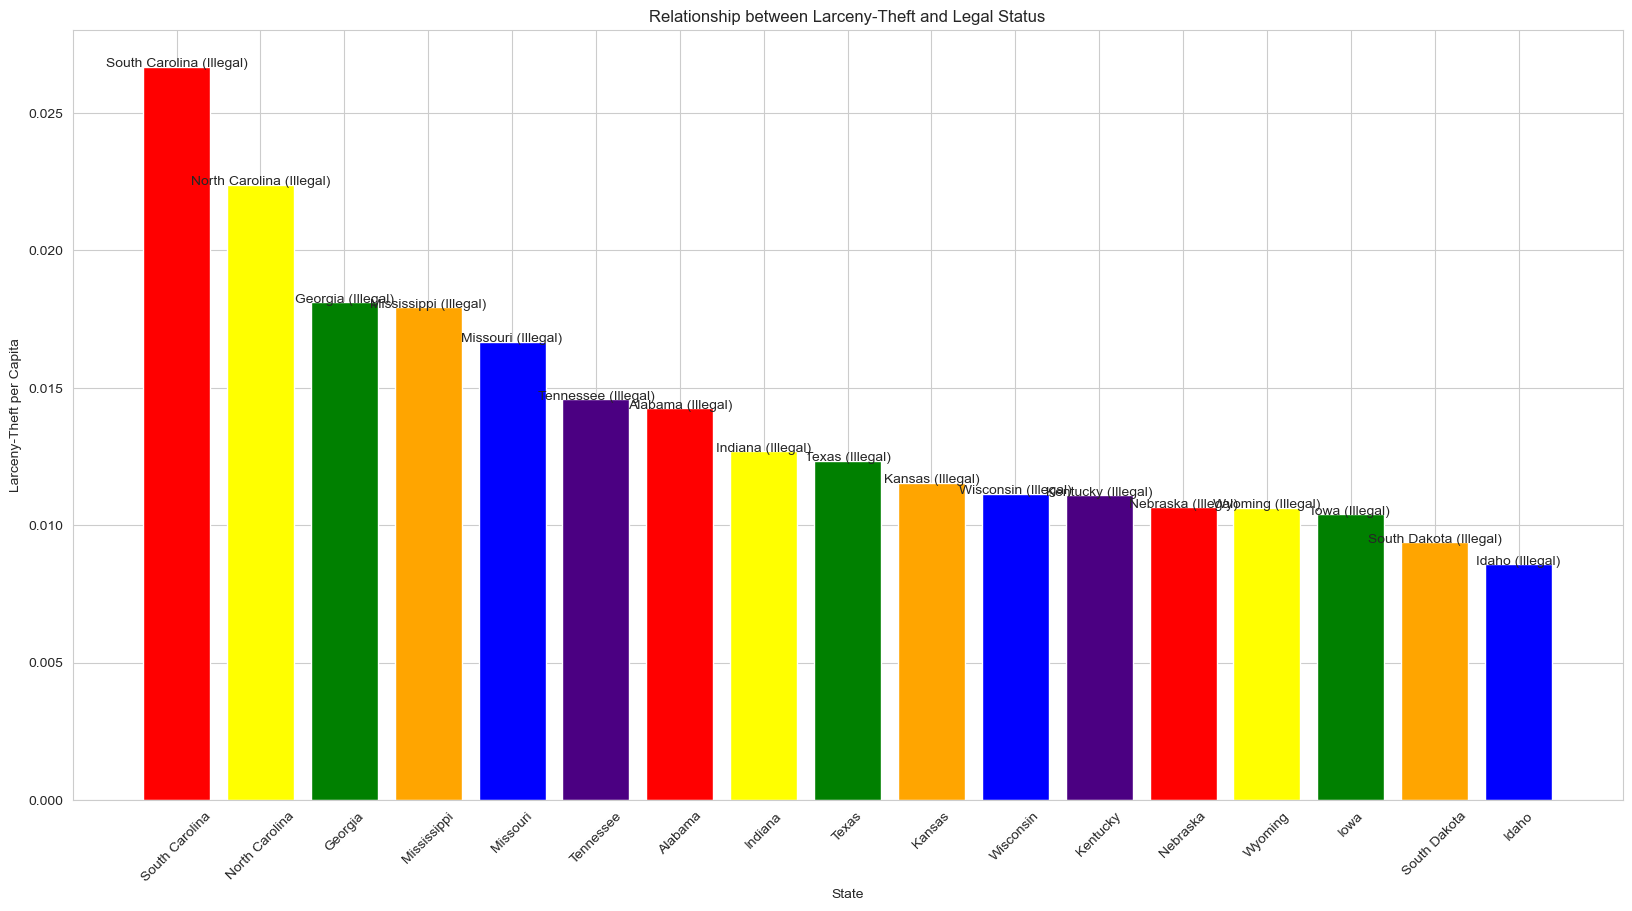 Relationship between Larceny-Theft and Legal Status
Larceny-Theft per Capita
0.025
0.020
0.015
0.010
0.005
0.000
South Carolina (Illegal)
North Carolina (Illegal)
Georgia (Illegal)
Mississippi (Illegal)
Missouri (Illegal)
Tennessee (Illegal)
Alabama (Illegal)
Indiana (Illegal)
Texas (Illegal)
Kansas (Illegal)
Wisconsin (Illegal)
Kentucky (Illegal)
Nebraska (Illegal)
Wyoming (Illegal)
Iowa (Illegal)
South Dakota (Illegal)
Idaho (Illegal)
South Carolina
North Carolina
Georgia
Mississippi
Missouri
Tennessee
Alabama
Indiana
Texas
Kansas
Wisconsin
Kentucky
Nebraska
Wyoming
Iowa
South Dakota
Idaho
State